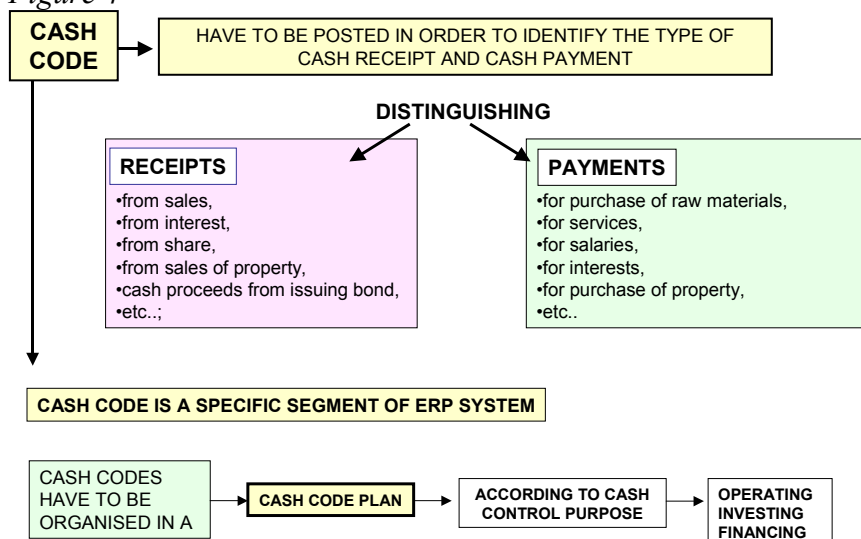 CASH
CODE
HAVE TO BE POSTED IN ORDER TO IDENTIFY THE TYPE OF
CASH RECEIPT AND CASH PAYMENT
DISTINGUISHING
RECEIPTS
•from sales,
•from interest,
•from share,
•from sales of property,
•cash proceeds from issuing bond,
•etc..;
PAYMENTS
•for purchase of raw materials,
•for services,
•for salaries,
•for interests,
•for purchase of property,
•etc..
CASH CODE IS A SPECIFIC SEGMENT OF ERP SYSTEM
CASH CODES
HAVE TO BE
ORGANISED IN A
CASH CODE PLAN
ACCORDING TO CASH
CONTROL PURPOSE
OPERATING
INVESTING
FINANCING